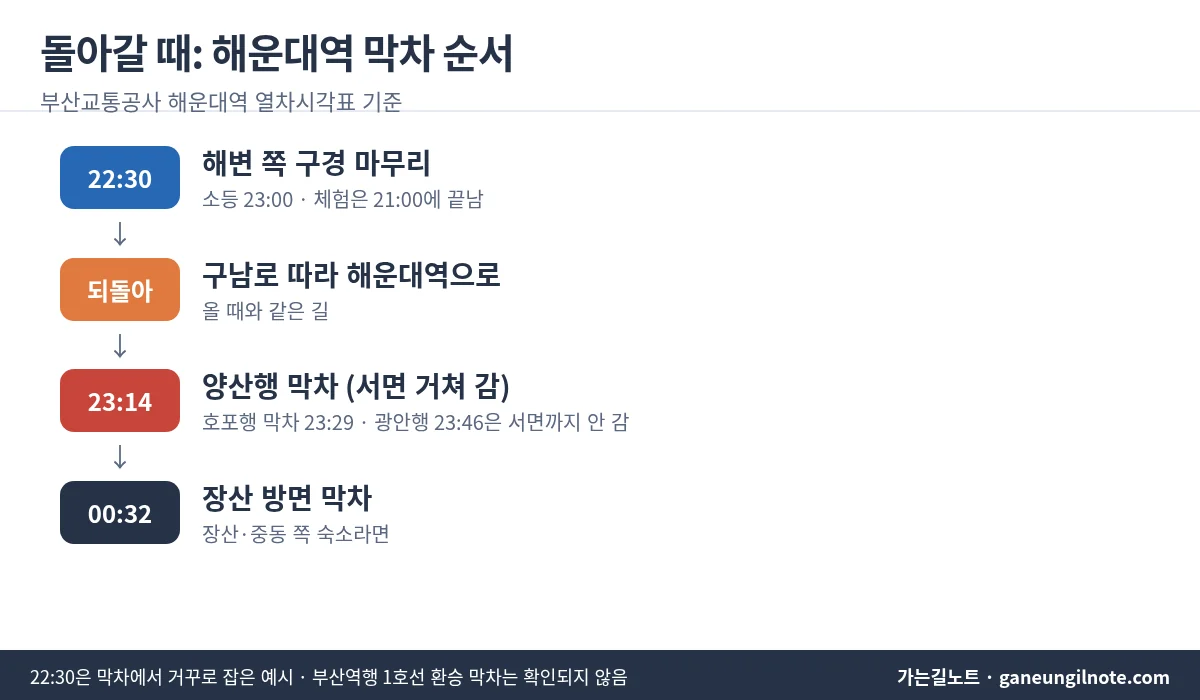 돌아갈 때: 해운대역 막차 순서
부산교통공사 해운대역 열차시각표 기준
22:30
해변 쪽 구경 마무리
소등 23:00 · 체험은 21:00에 끝남
↓
되돌아
구남로 따라 해운대역으로
올 때와 같은 길
↓
23:14
양산행 막차 (서면 거쳐 감)
호포행 막차 23:29 · 광안행 23:46은 서면까지 안 감
↓
00:32
장산 방면 막차
장산·중동 쪽 숙소라면
22:30은 막차에서 거꾸로 잡은 예시 · 부산역행 1호선 환승 막차는 확인되지 않음
가는길노트 · ganeungilnote.com